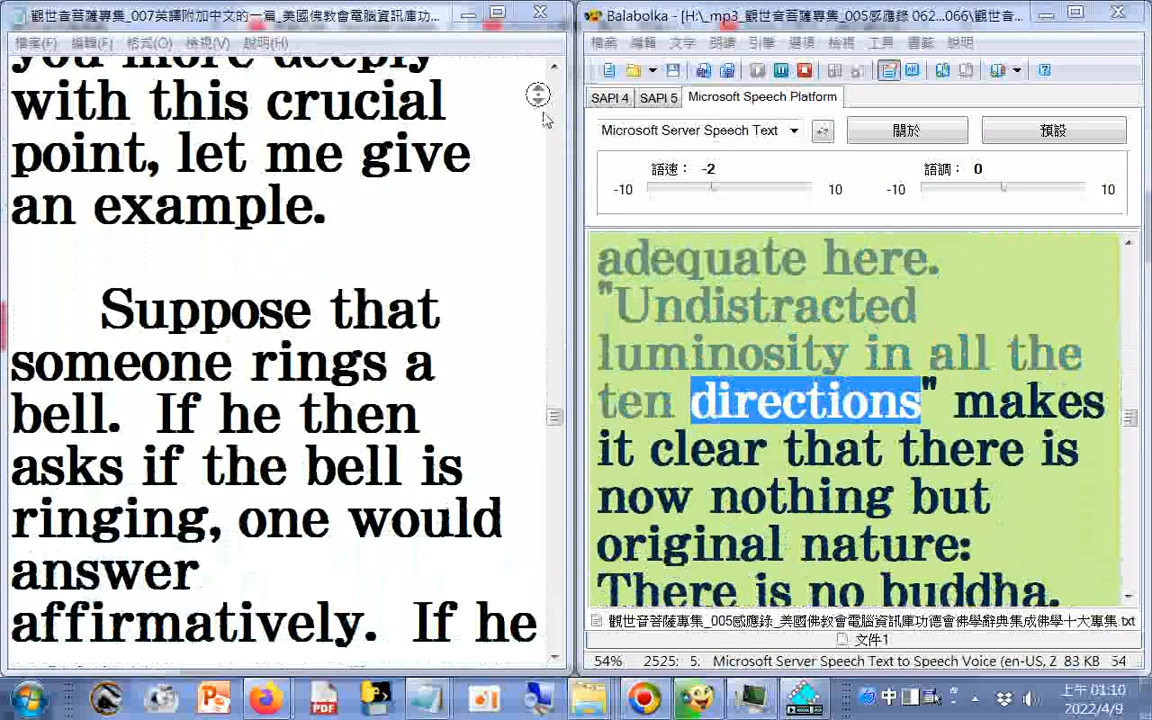 觀世音菩薩專集_007英譯附加中文的一篇_美國佛教會電腦資訊庫功...
檔案(F) 編輯(E) 格式(O) 檢視(V) 說明(H)
you more deeply
with this crucial
point, let me give
an example.
Suppose that
someone rings a
bell. If he then
asks if the bell is
ringing, one would
answer
affirmatively. If he
Balabolka - [H:\_mp3_觀世音菩薩專集_005感應錄 062...066\觀世音...
檔案 編輯 文字 朗讀 引擎 選項 檢視 工具 書籤 說明
SAPI 4 SAPI 5 Microsoft Speech Platform
Microsoft Server Speech Text 關於 預設
語速： -2 語調： 0
-10 10 -10 10
adequate here.
"Undistracted
luminosity in all the
ten directions" makes
it clear that there is
now nothing but
original nature:
There is no buddha,
觀世音菩薩專集_005感應錄_美國佛教會電腦資訊庫功德會佛學辭典集成佛學十大專集 txt
文件1
54% 2525: 5: Microsoft Server Speech Text to Speech Voice (en-US, Z 83 KB 54
中 上午 01:10
2022/4/9